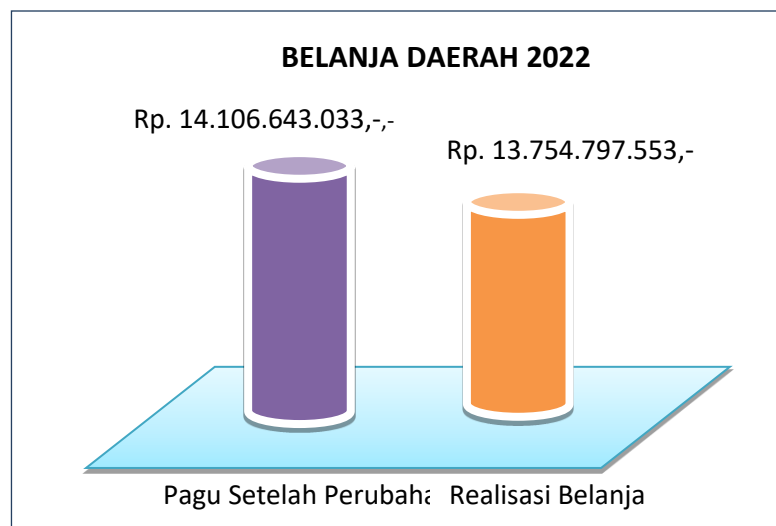 BELANJA DAERAH 2022
Rp. 14.106.643.033,-,-
Rp. 13.754.797.553,-
Pagu Setelah Perubaha
Realisasi Belanja